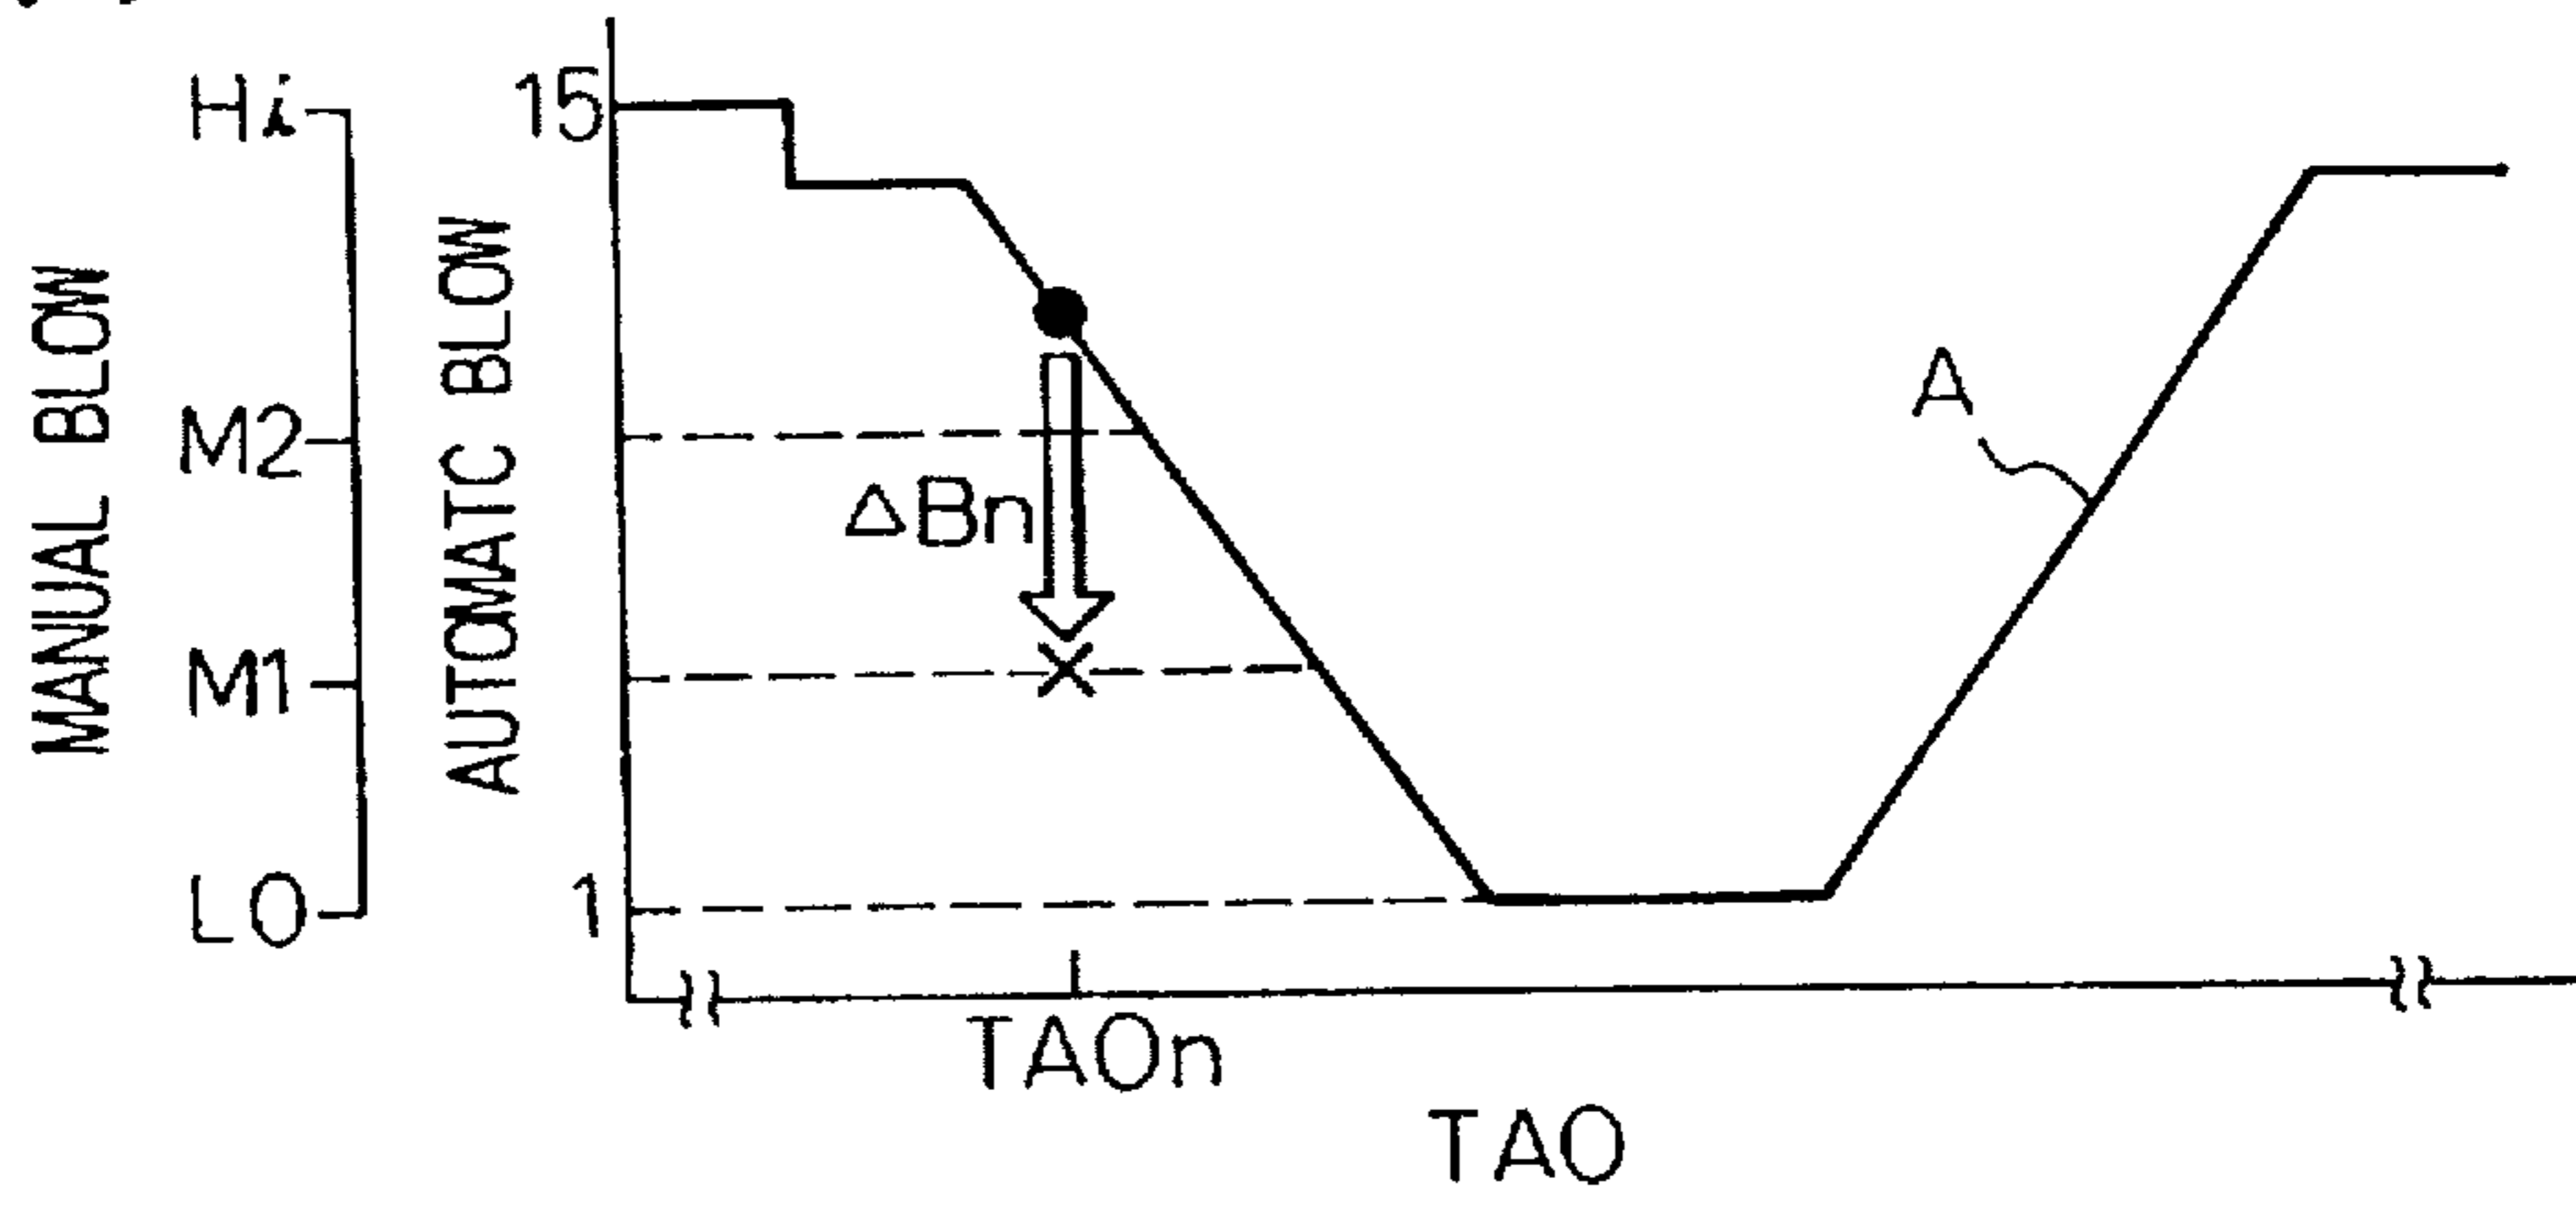 MANUAL BLOW
Hi
M2
M1
LO
AUTOMATC BLOW
15
1
ΔBn
A
TAOn
TAO